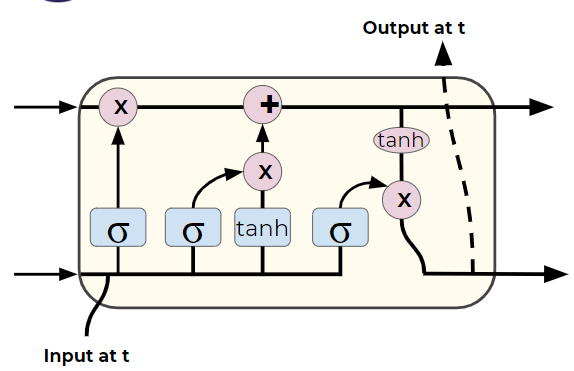 Output at t
x
+
tanh
x
x
σ
σ
tanh
σ
Input at t